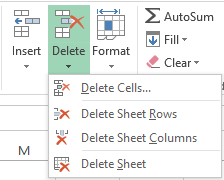 Insert Delete Format
AutoSum
Fill
Clear
Delete Cells...
Delete Sheet Rows
Delete Sheet Columns
Delete Sheet
M